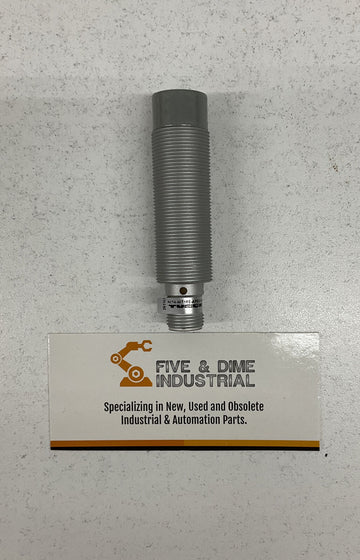 FIVE & DIME
INDUSTRIAL
Specializing in New, Used and Obsolete
Industrial & Automation Parts.